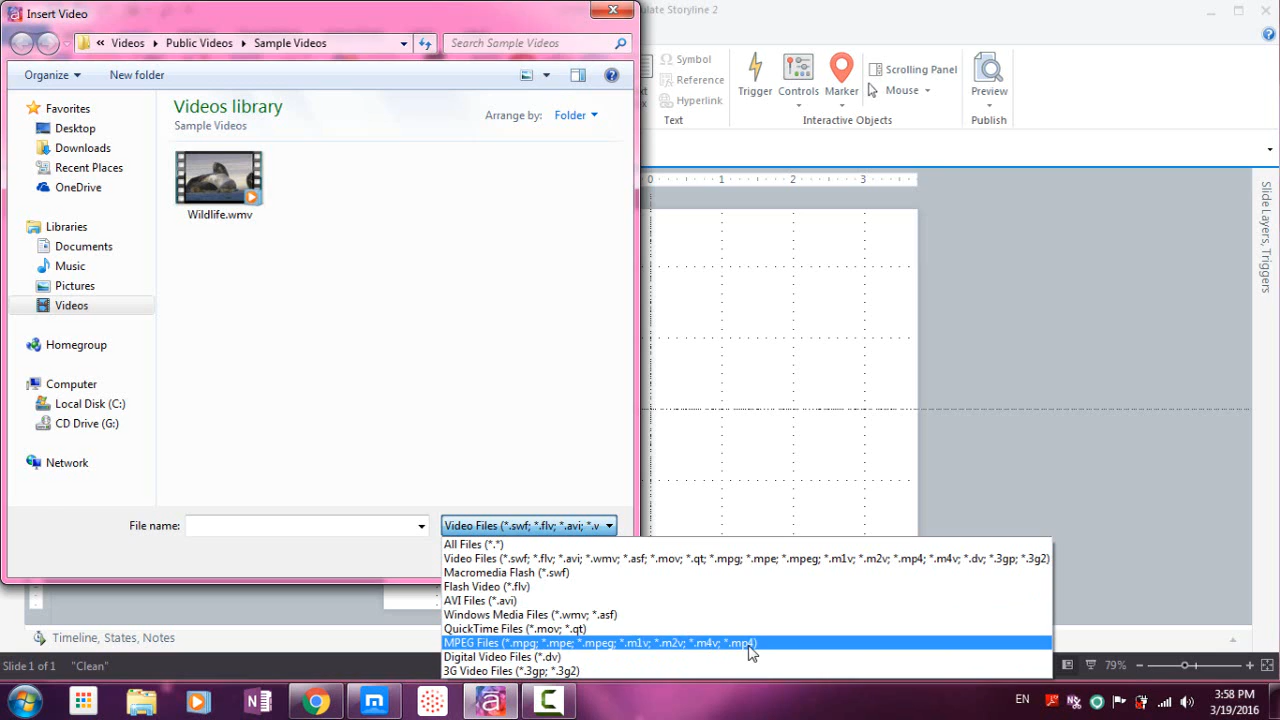 Insert Video
ulate Storyline 2
Videos Public Videos Sample Videos
Search Sample Videos
Organize
New folder
Videos library
Sample Videos
Arrange by: Folder
Favorites
Desktop
Downloads
Recent Places
OneDrive
Libraries
Documents
Music
Pictures
Videos
Homegroup
Computer
Local Disk (C:)
CD Drive (G:)
Network
Wildlife.wmv
File name:
Video Files (*.swf; *.flv; *.avi; *.v
All Files (*.*)
Video Files (*.swf; *.flv; *.avi; *.wmv; *.asf; *.mov; *.qt; *.mpg; *.mpe; *.mpeg; *.m1v; *.m2v; *.mp4; *.m4v; *.dv; *.3gp; *.3g2)
Macromedia Flash (*.swf)
Flash Video (*.flv)
AVI Files (*.avi)
Windows Media Files (*.wmv; *.asf)
QuickTime Files (*.mov; *.qt)
MPEG Files (*.mpg; *.mpe; *.mpeg; *.m1v; *.m2v; *.m4v; *.mp4)
Digital Video Files (*.dv)
3G Video Files (*.3gp; *.3g2)
Symbol
Reference
Hyperlink
Text
Trigger
Controls
Marker
Scrolling Panel
Mouse
Interactive Objects
Preview
Publish
0 1 2 3
Slide Layers, Triggers
Timeline, States, Notes
Slide 1 of 1 "Clean"
79%
EN
3:58 PM
3/19/2016